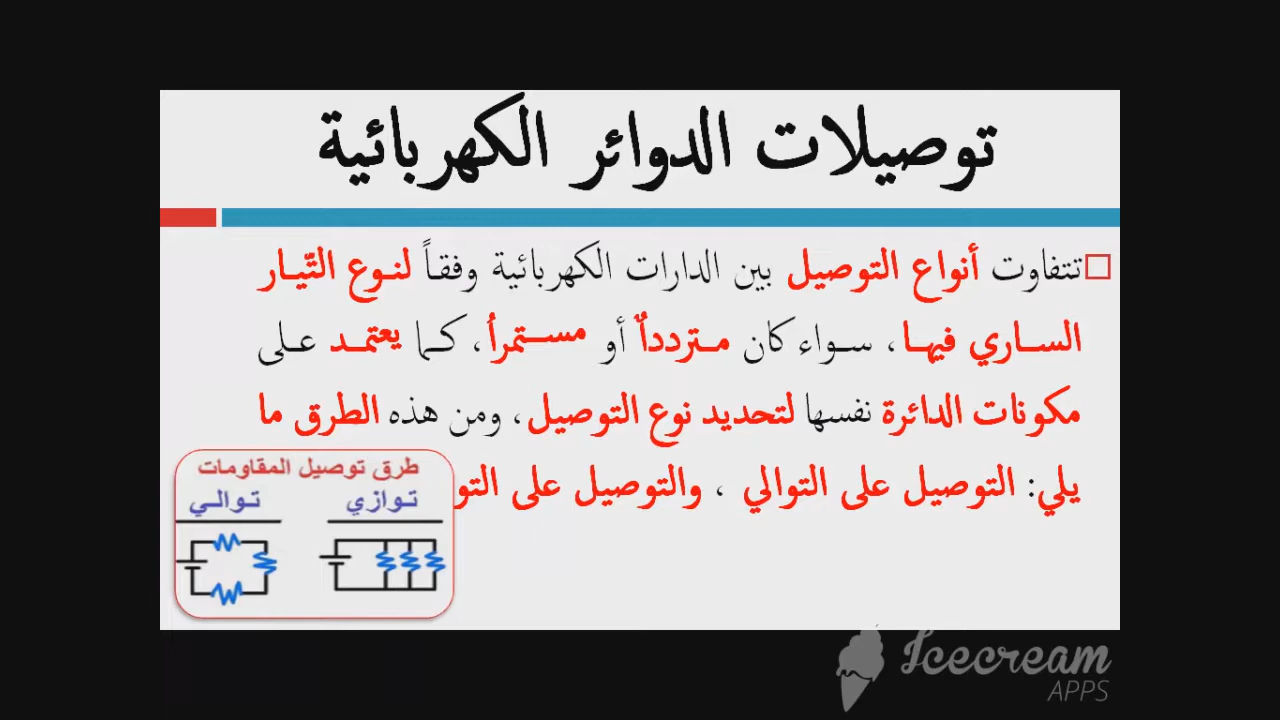 توصيلات الدوائر الكهربائية
تتفاوت أنواع التوصيل بين الدارات الكهربائية وفقاً لنوع التّيار
الساري فيها، سواء كان متردداٌ أو مستمراُ، كما يعتمد على
مكونات الدائرة نفسها لتحديد نوع التوصيل، ومن هذه الطرق ما
يلي: التوصيل على التوالي ، والتوصيل على
طرق توصيل المقاومات
توازي
توالي
Icecream
APPS